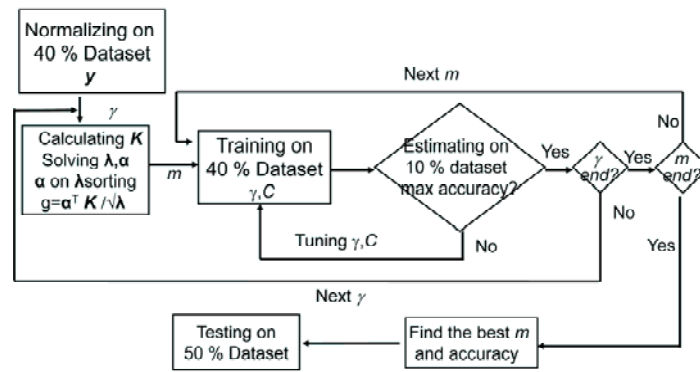 Normalizing on
40 % Dataset
y
γ
Calculating K
Solving λ,α
α on λsorting
g=αᵀ K /√λ
m
Next m
Training on
40 % Dataset
γ,C
Tuning γ,C
Estimating on
10 % dataset
max accuracy?
Yes
No
γ
end?
Yes
No
m
end?
No
Yes
Next γ
Find the best m
and accuracy
Testing on
50 % Dataset